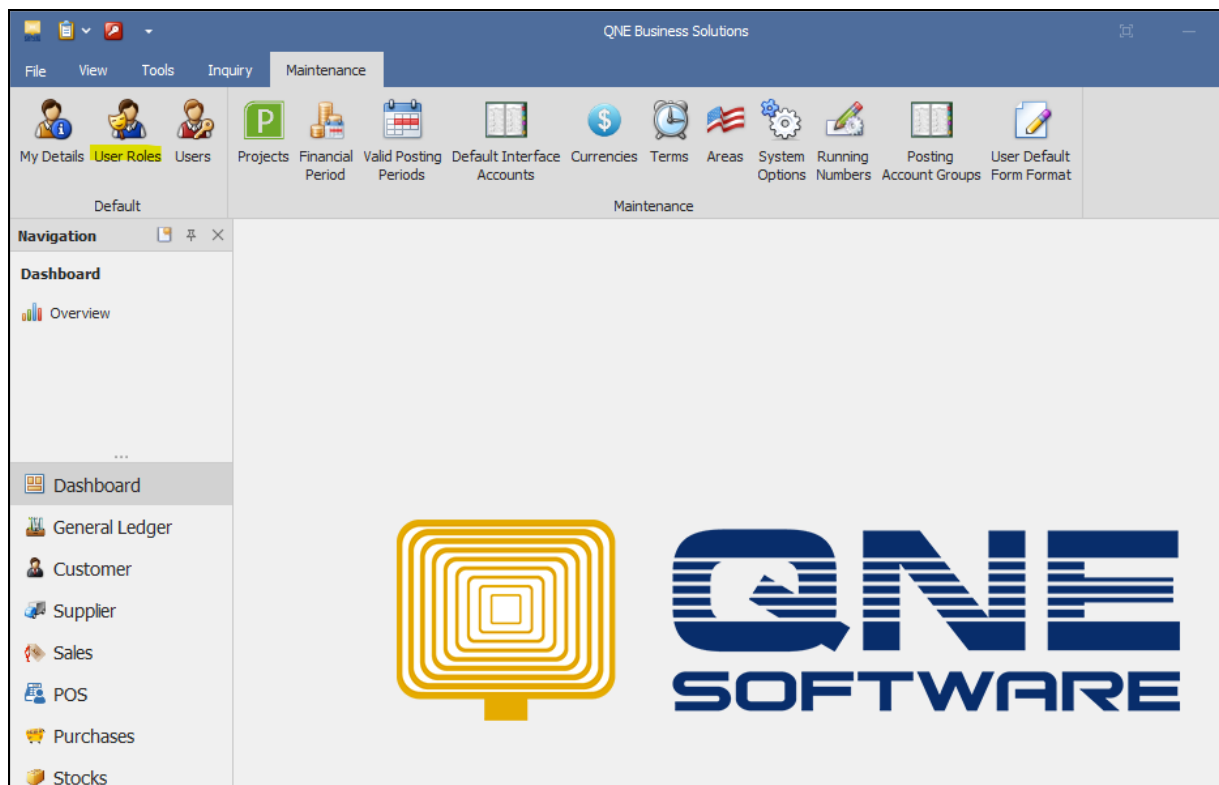 QNE Business Solutions
File View Tools Inquiry Maintenance
My Details User Roles Users Projects Financial Period Valid Posting Periods Default Interface Accounts Currencies Terms Areas System Options Running Numbers Posting Account Groups User Default Form Format
Default Maintenance
Navigation
Dashboard
Overview
Dashboard
General Ledger
Customer
Supplier
Sales
POS
Purchases
Stocks
QNE
SOFTWARE